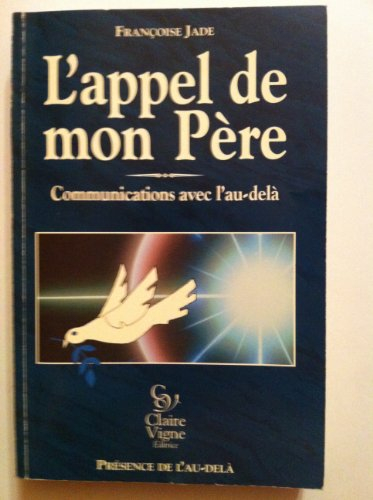 FRANÇOISE JADE
L'appel de
mon Père
Communications avec l'au-delà
Claire
Vigne
Éditrice
PRÉSENCE DE L'AU-DELÀ